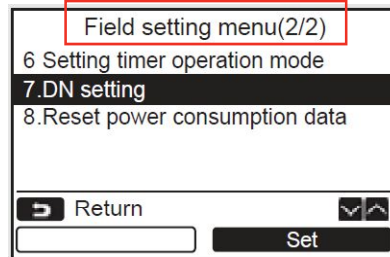 Field setting menu(2/2)
6 Setting timer operation mode
7.DN setting
8.Reset power consumption data
Return
Set